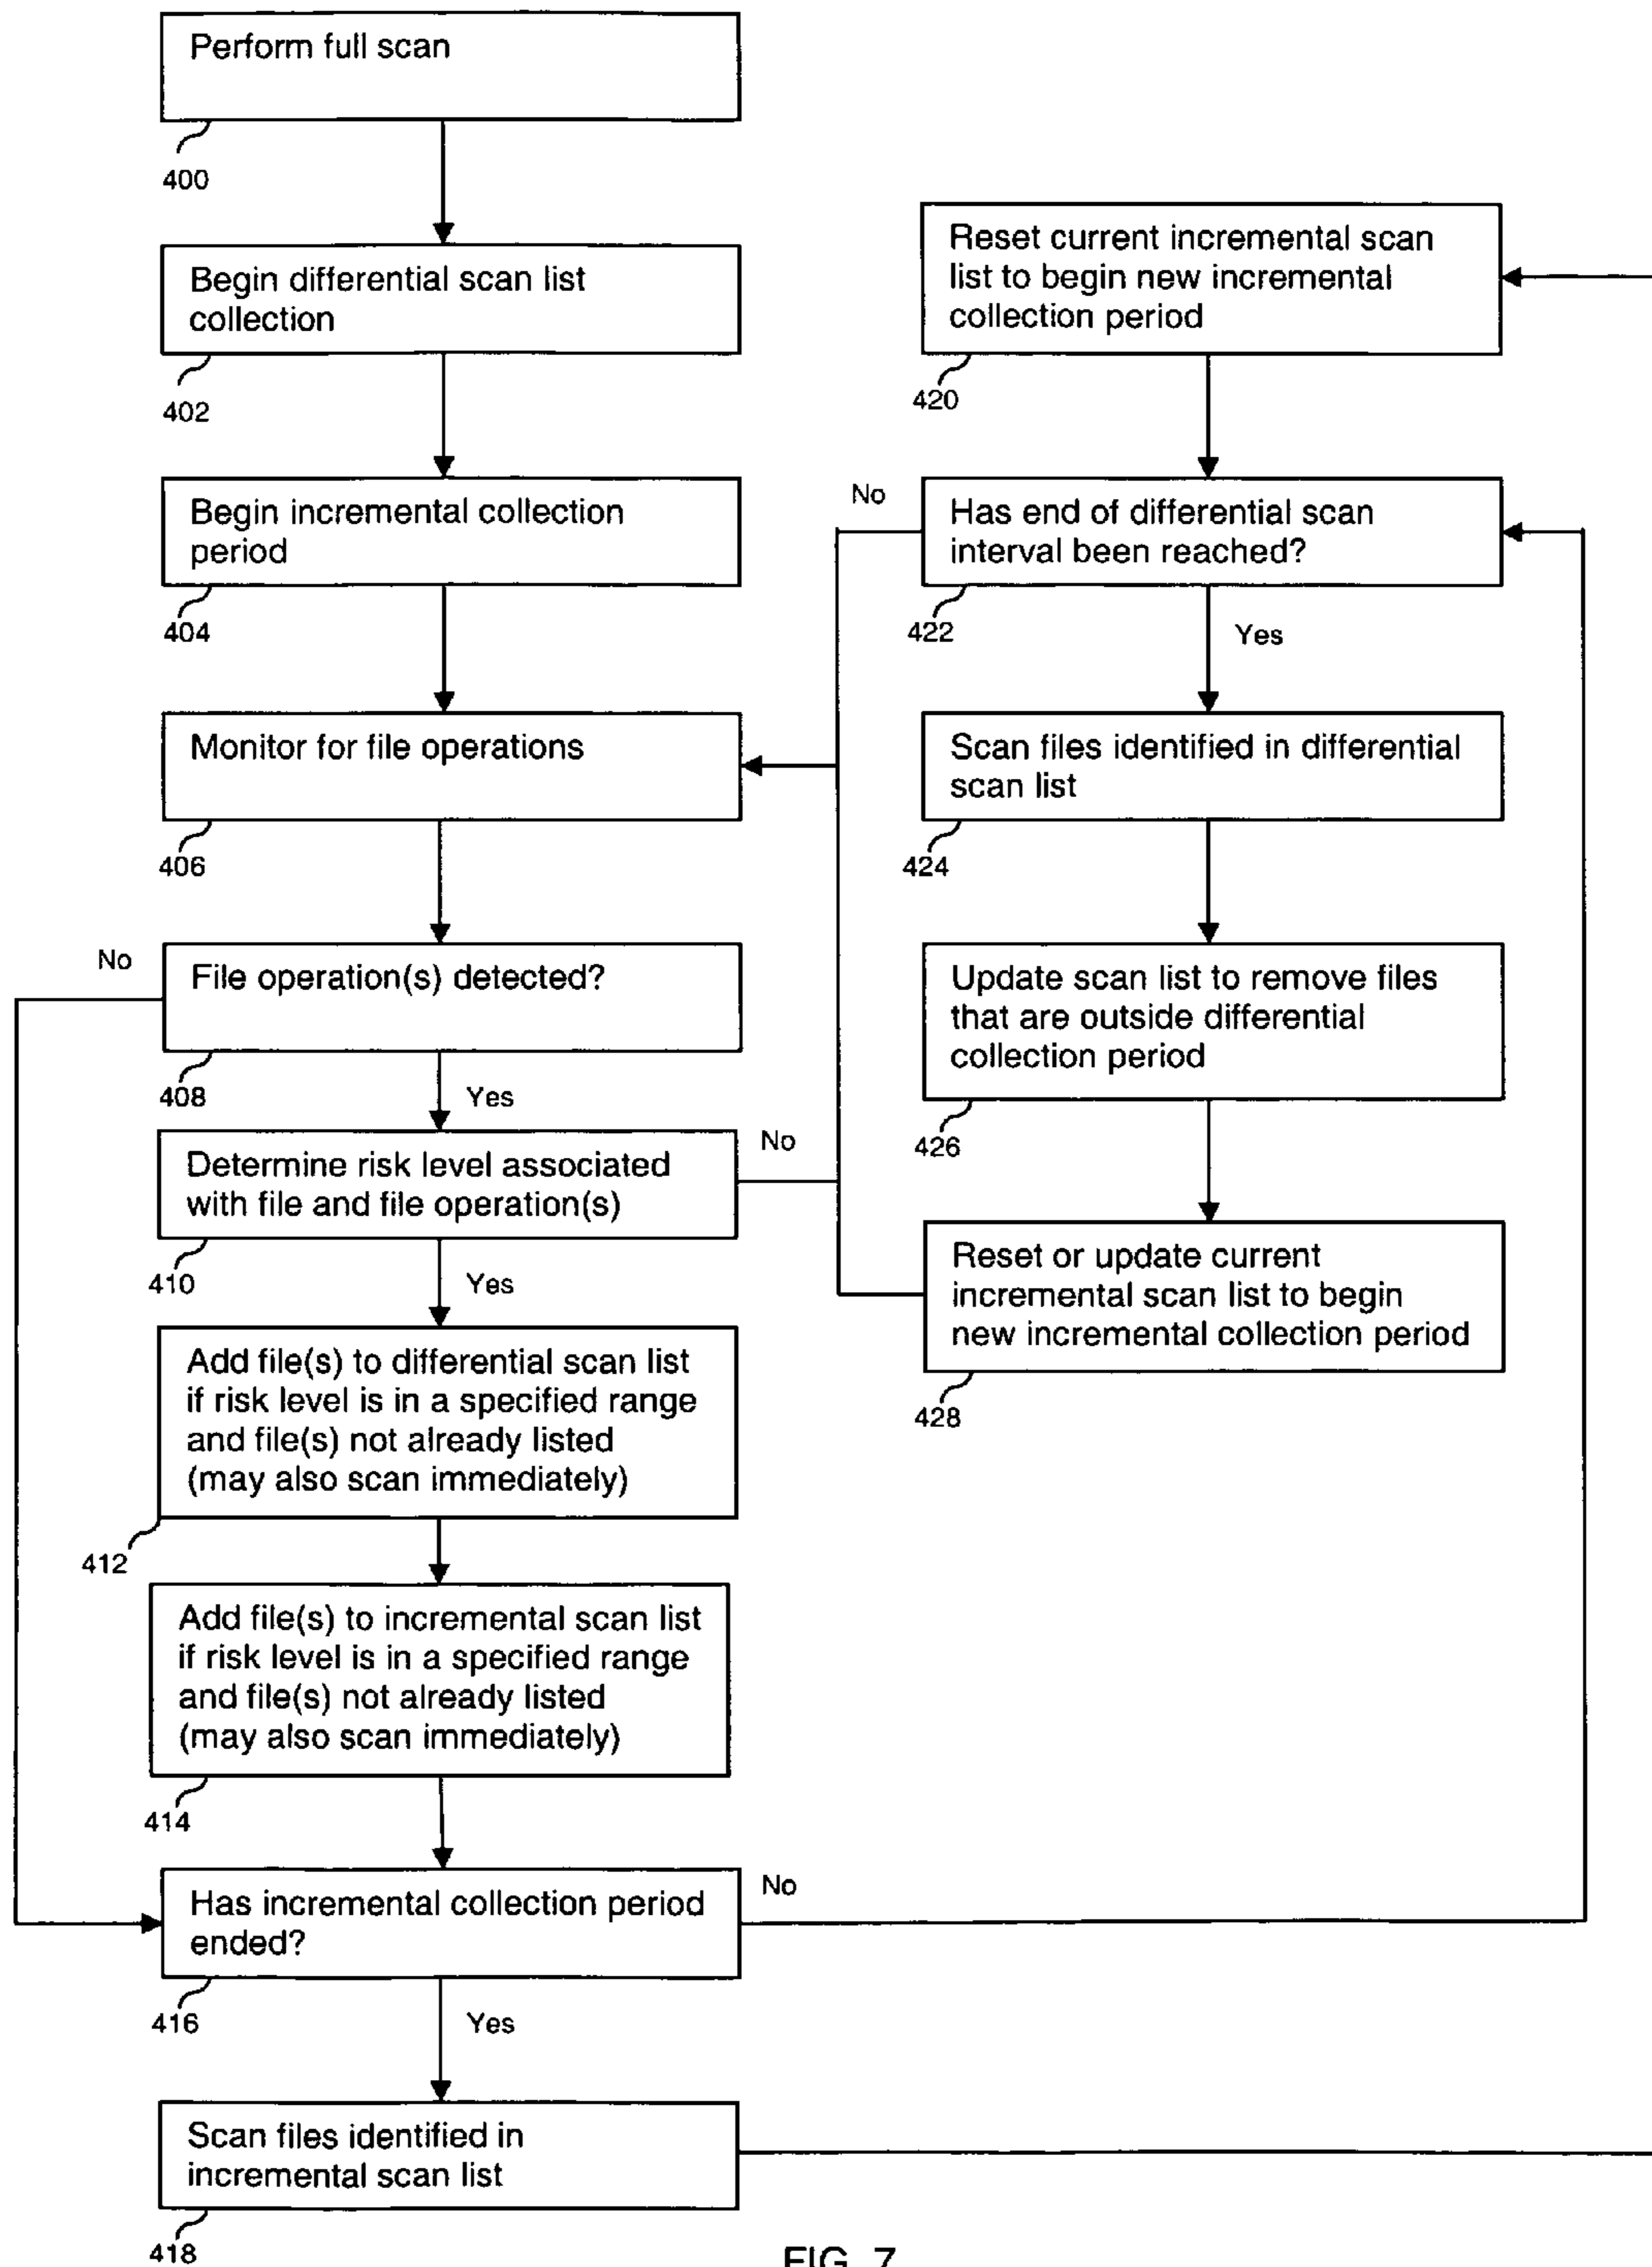 Perform full scan
400
Begin differential scan list
collection
402
Begin incremental collection
period
404
Monitor for file operations
406
No
File operation(s) detected?
408
Yes
Determine risk level associated
with file and file operation(s)
No
410
Yes
Add file(s) to differential scan list
if risk level is in a specified range
and file(s) not already listed
(may also scan immediately)
412
Add file(s) to incremental scan list
if risk level is in a specified range
and file(s) not already listed
(may also scan immediately)
414
Has incremental collection period
ended?
No
416
Yes
Scan files identified in
incremental scan list
418
Reset current incremental scan
list to begin new incremental
collection period
420
No
Has end of differential scan
interval been reached?
422
Yes
Scan files identified in differential
scan list
424
Update scan list to remove files
that are outside differential
collection period
426
Reset or update current
incremental scan list to begin
new incremental collection period
428
FIG. 7